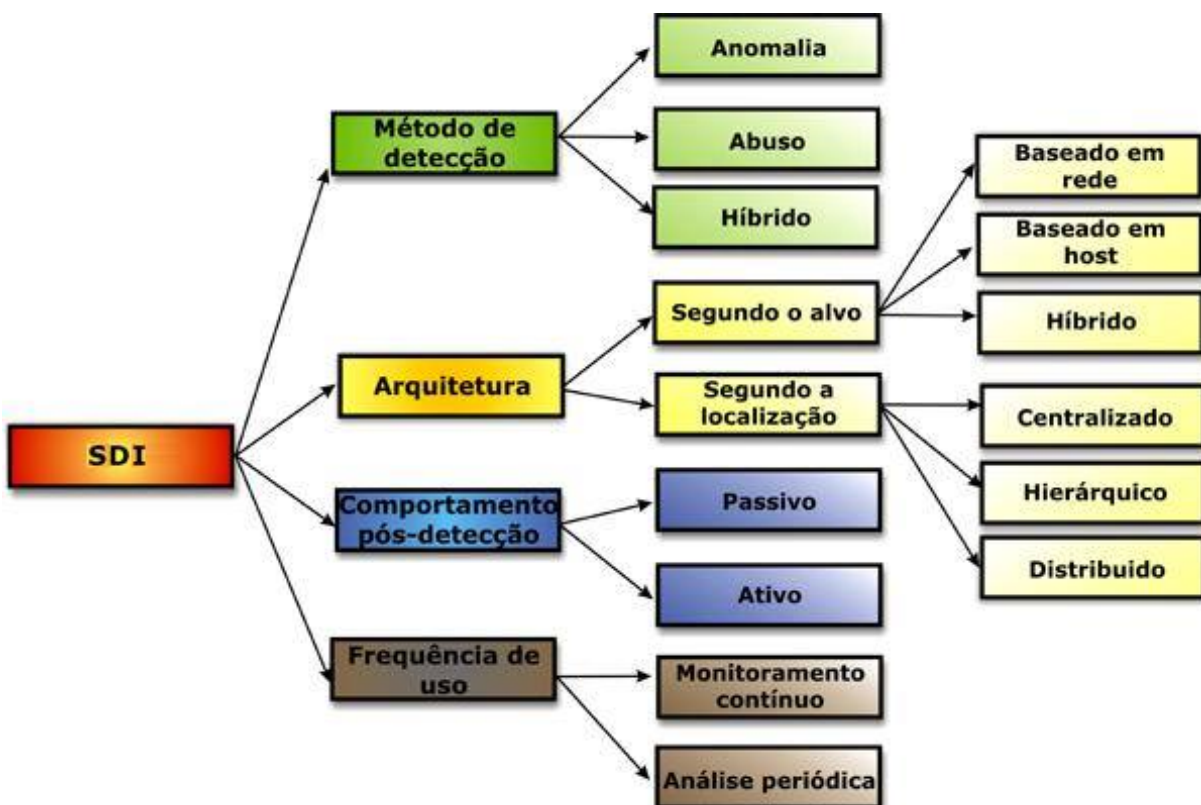 Anomalia
Método de
detecção
Abuso
Híbrido
Baseado em
rede
Baseado em
host
Híbrido
Segundo o alvo
Arquitetura
Segundo a
localização
Centralizado
Hierárquico
Distribuido
SDI
Comportamento
pós-detecção
Passivo
Ativo
Frequência de
uso
Monitoramento
contínuo
Análise periódica